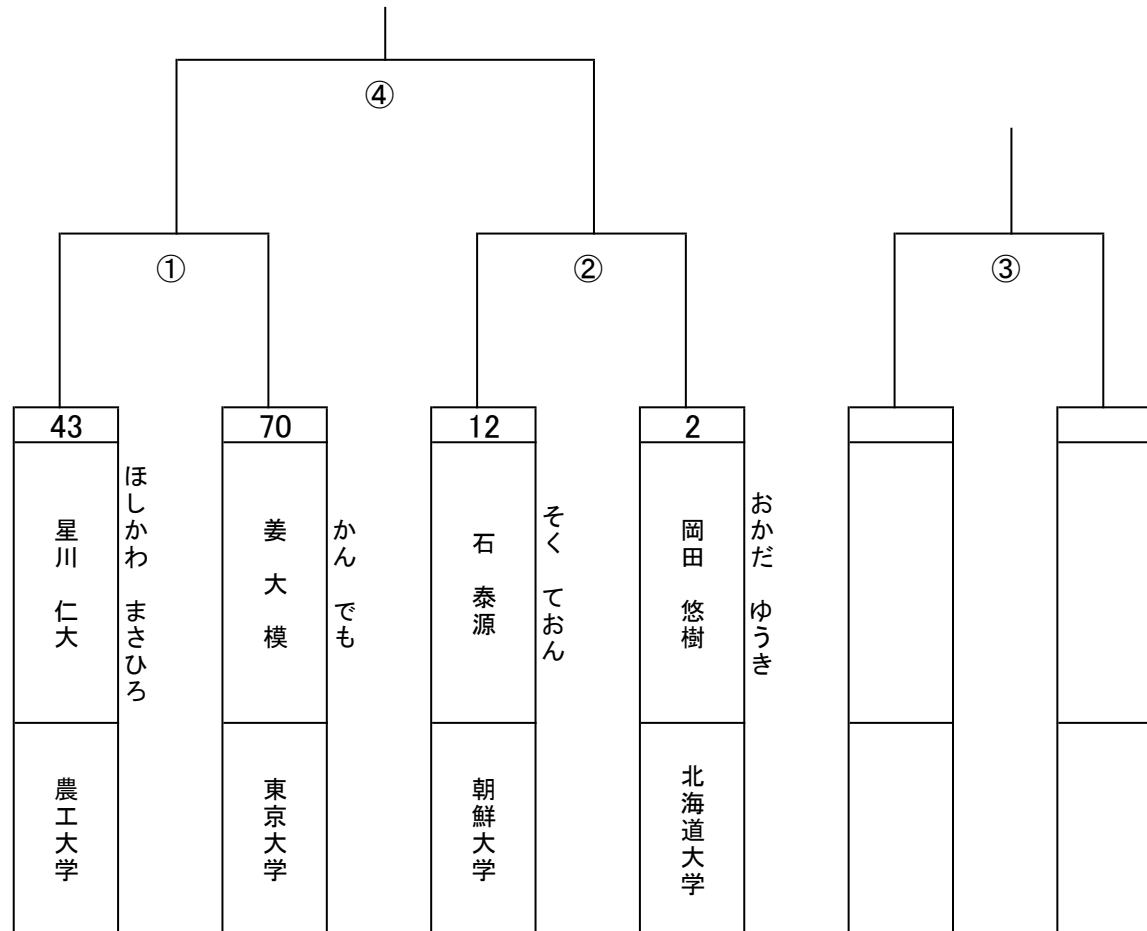 ④
①
②
③
43
70
12
2
星川　仁大
ほしかわ　まさひろ
姜　大　模
かん　でも
石　泰源
そく　ておん
岡田　悠樹
おかだ　ゆうき
農工大学
東京大学
朝鮮大学
北海道大学